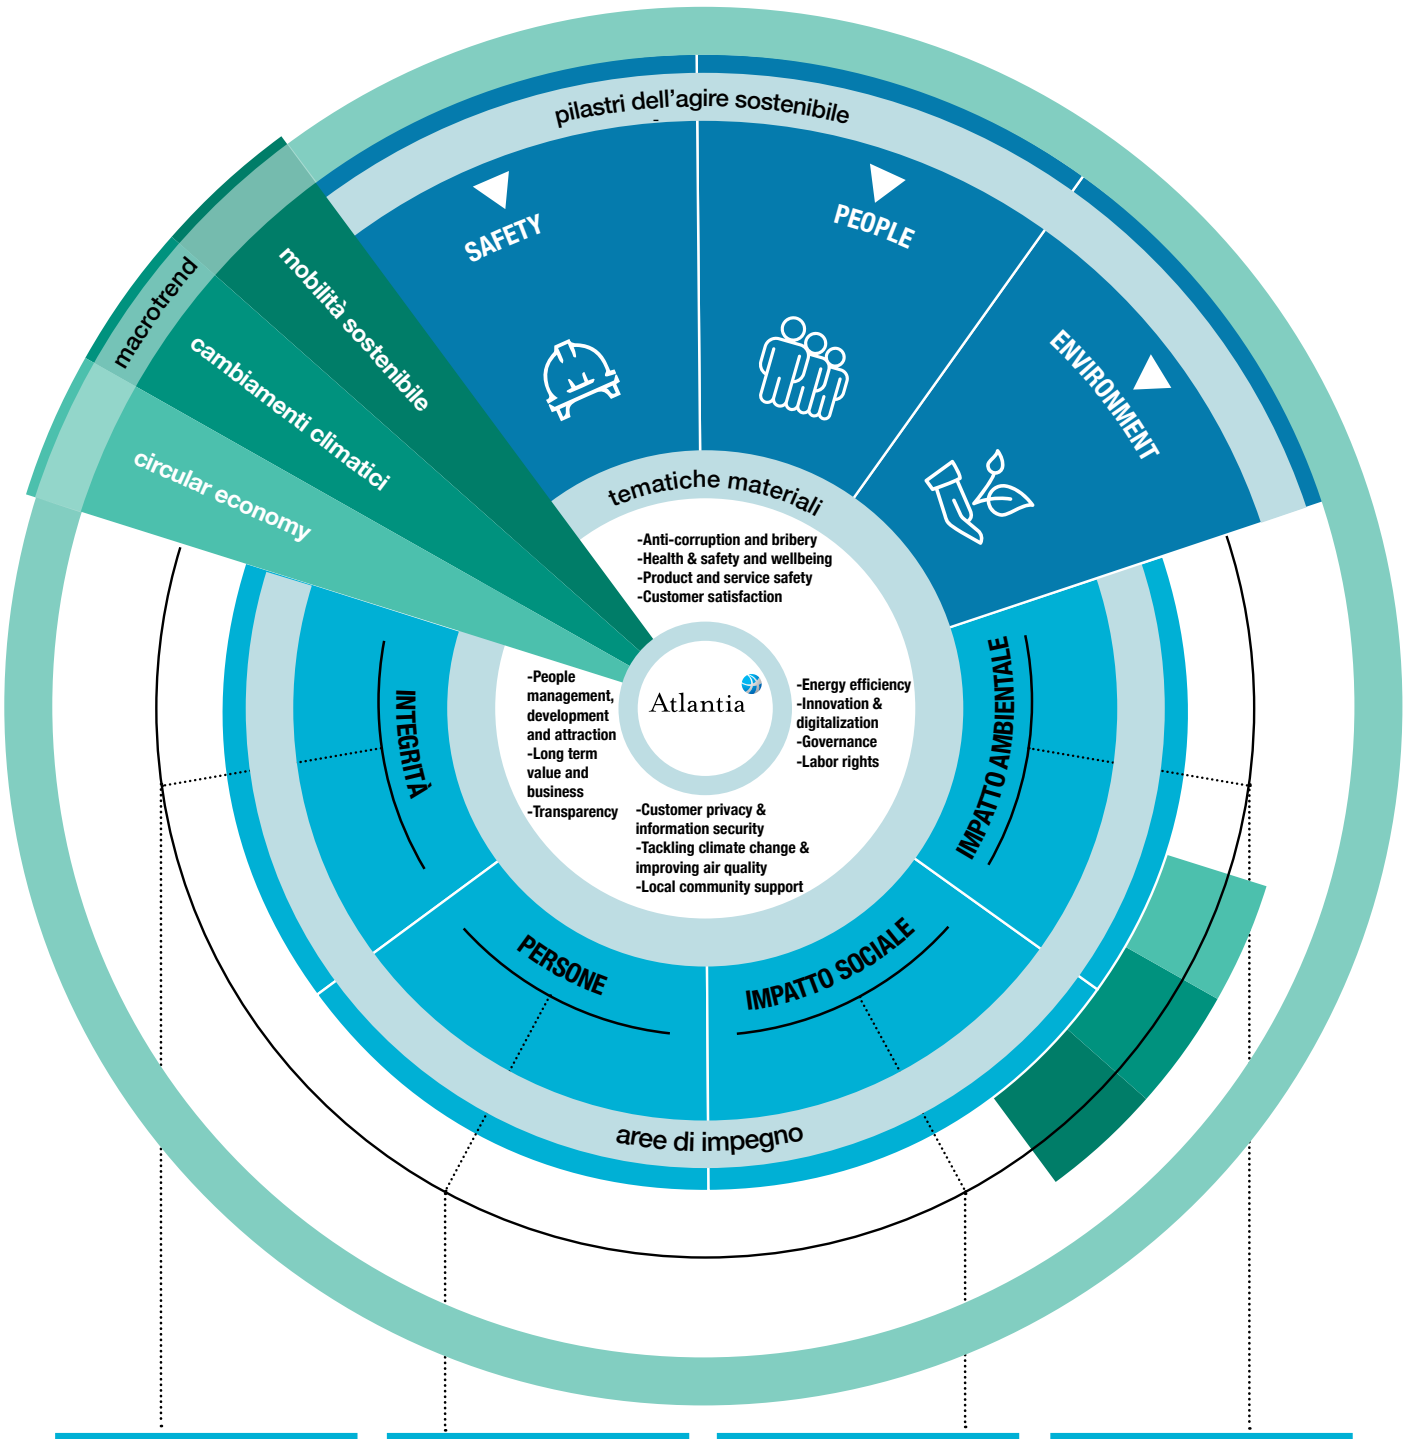 pilastri dell'agire sostenibile
SAFETY
PEOPLE
ENVIRONMENT
macrotrend
mobilità sostenibile
cambiamenti climatici
circular economy
tematiche materiali
-Anti-corruption and bribery
-Health & safety and wellbeing
-Product and service safety
-Customer satisfaction
-People
management,
development
and attraction
-Long term
value and
business
-Transparency
Atlantia
-Energy efficiency
-Innovation &
digitalization
-Governance
-Labor rights
-Customer privacy &
information security
-Tackling climate change &
improving air quality
-Local community support
INTEGRITÀ
PERSONE
IMPATTO SOCIALE
IMPATTO AMBIENTALE
aree di impegno